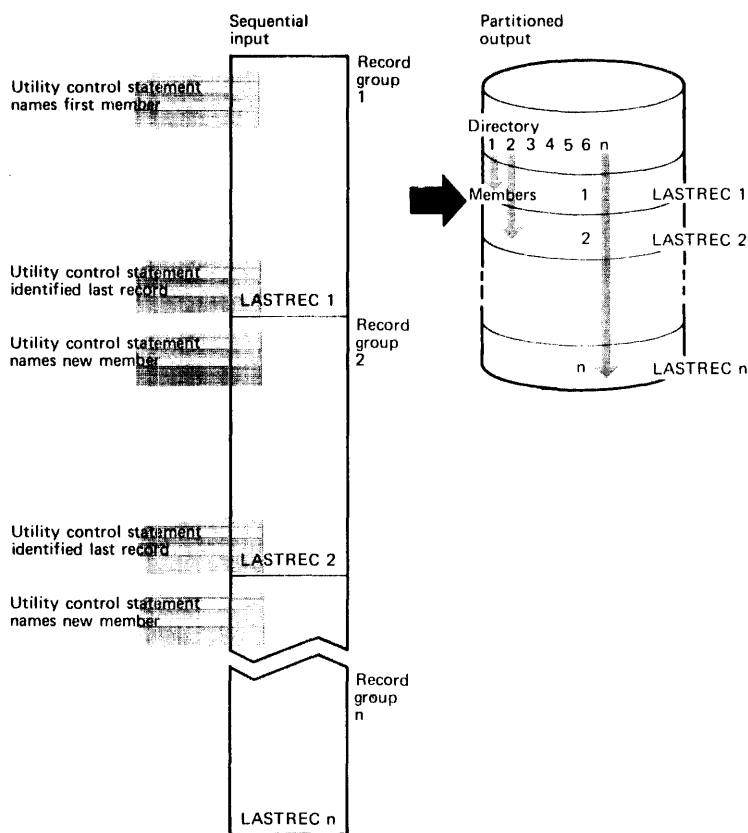 Sequential
input
Partitioned
output
Record
group
1
Utility control statement
names first member
Directory
1 2 3 4 5 6 n
Members
1
LASTREC 1
2
LASTREC 2
Utility control statement
identified last record
LASTREC 1
Record
group
2
Utility control statement
names new member
n
LASTREC n
Utility control statement
identified last record
LASTREC 2
Utility control statement
names new member
Record
group
n
LASTREC n